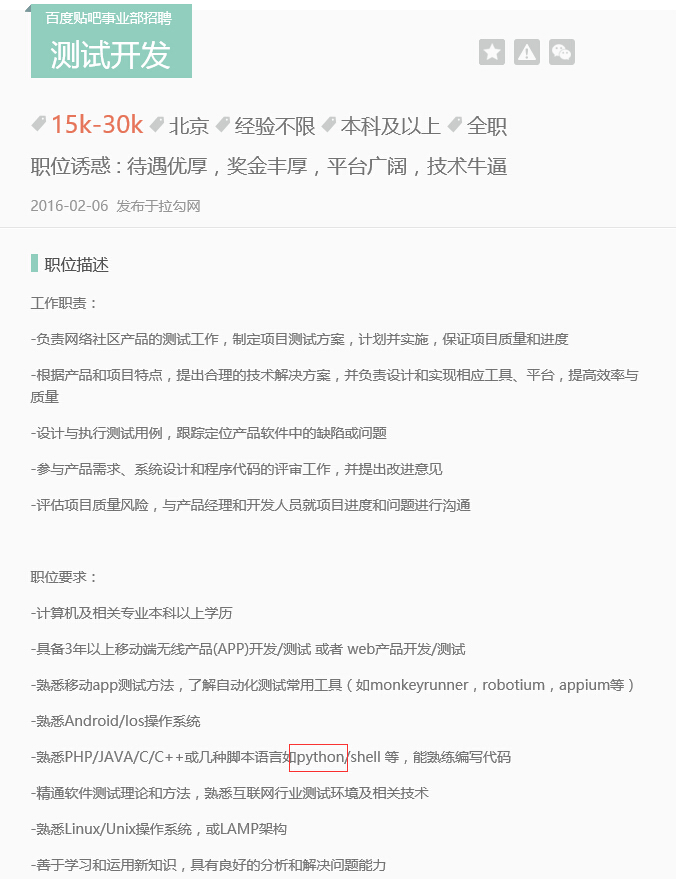 百度贴吧事业部招聘
测试开发
15k-30k 北京 经验不限 本科及以上 全职
职位诱惑 : 待遇优厚，奖金丰厚，平台广阔，技术牛逼
2016-02-06 发布于拉勾网
职位描述
工作职责：
-负责网络社区产品的测试工作，制定项目测试方案，计划并实施，保证项目质量和进度
-根据产品和项目特点，提出合理的技术解决方案，并负责设计和实现相应工具、平台，提高效率与
质量
-设计与执行测试用例，跟踪定位产品软件中的缺陷或问题
-参与产品需求、系统设计和程序代码的评审工作，并提出改进意见
-评估项目质量风险，与产品经理和开发人员就项目进度和问题进行沟通
职位要求：
-计算机及相关专业本科以上学历
-具备3年以上移动端无线产品(APP)开发/测试 或者 web产品开发/测试
-熟悉移动app测试方法，了解自动化测试常用工具（如monkeyrunner，robotium，appium等）
-熟悉Android/Ios操作系统
-熟悉PHP/JAVA/C/C++或几种脚本语言如python/shell 等，能熟练编写代码
-精通软件测试理论和方法，熟悉互联网行业测试环境及相关技术
-熟悉Linux/Unix操作系统，或LAMP架构
-善于学习和运用新知识，具有良好的分析和解决问题能力